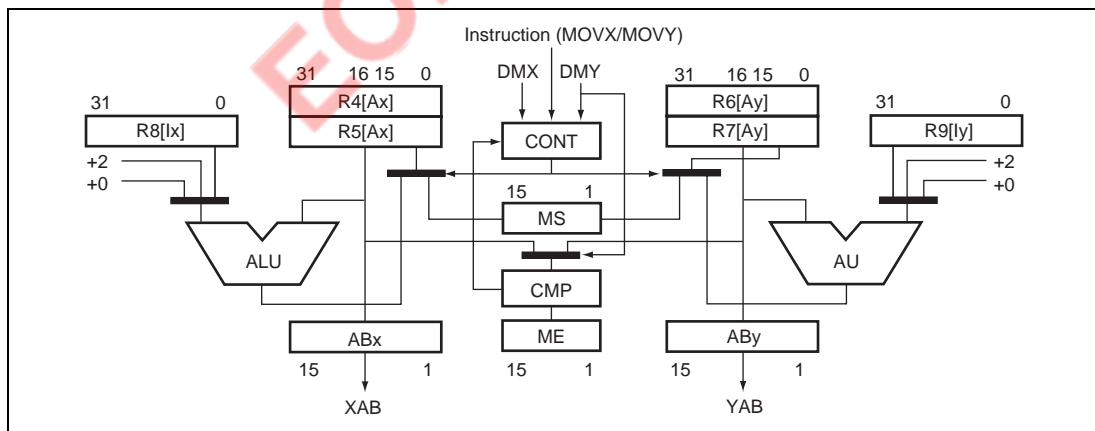 EO
Instruction (MOVX/MOVY)
DMX DMY
31 16 15 0
31 16 15 0
31 0
R4[Ax]
R6[Ay]
31 0
R8[Ix]
R5[Ax]
CONT
R7[Ay]
R9[Iy]
+2
+0
+2
+0
15 1
MS
ALU
AU
CMP
ABx
ME
ABy
15 1
15 1
15 1
XAB
YAB